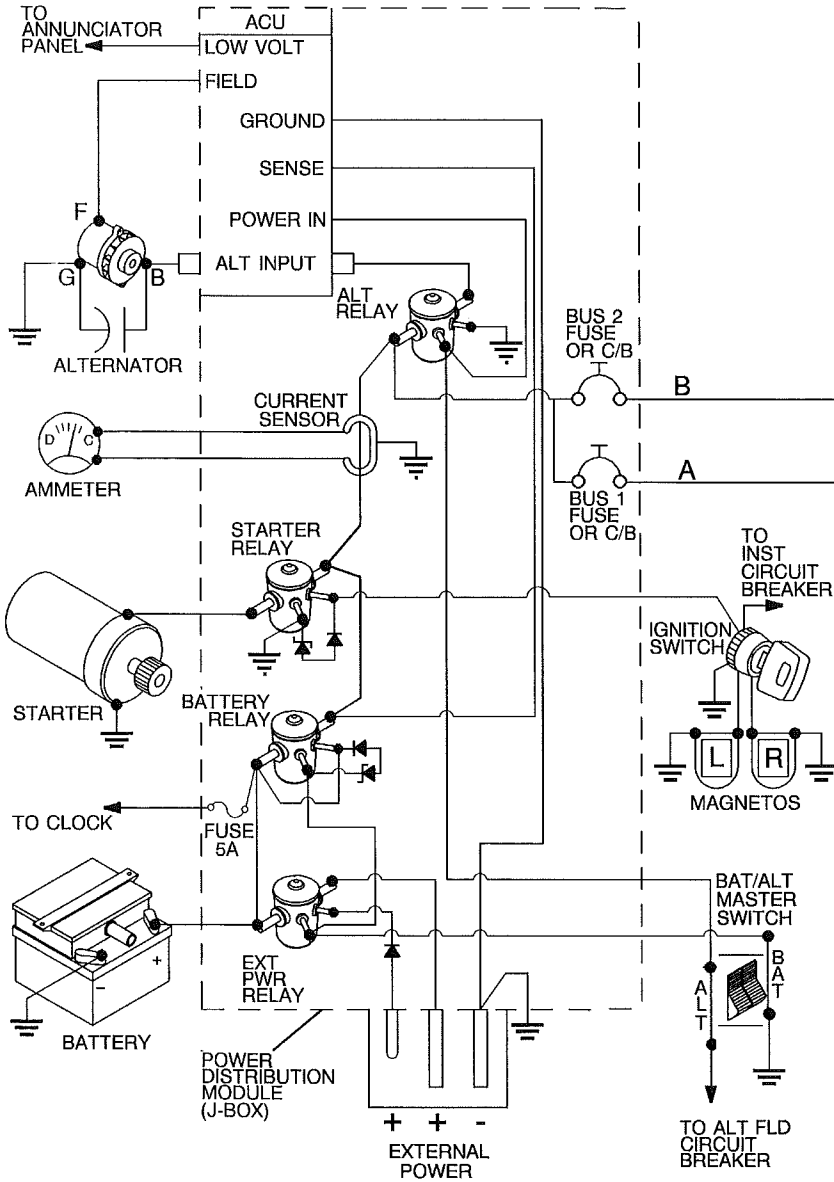 TO
ANNUNCIATOR
PANEL
ACU
LOW VOLT
FIELD
GROUND
SENSE
POWER IN
ALT INPUT
F
G
B
ALTERNATOR
ALT
RELAY
BUS 2
FUSE
OR C/B
B
CURRENT
SENSOR
D
C
AMMETER
A
BUS 1
FUSE
OR C/B
STARTER
RELAY
TO
INST
CIRCUIT
BREAKER
IGNITION
SWITCH
STARTER
BATTERY
RELAY
L
R
MAGNETOS
TO CLOCK
FUSE
5A
BAT/ALT
MASTER
SWITCH
EXT
PWR
RELAY
-
+
BATTERY
ALT
BAT
POWER
DISTRIBUTION
MODULE
(J-BOX)
+ + -
EXTERNAL
POWER
TO ALT FLD
CIRCUIT
BREAKER